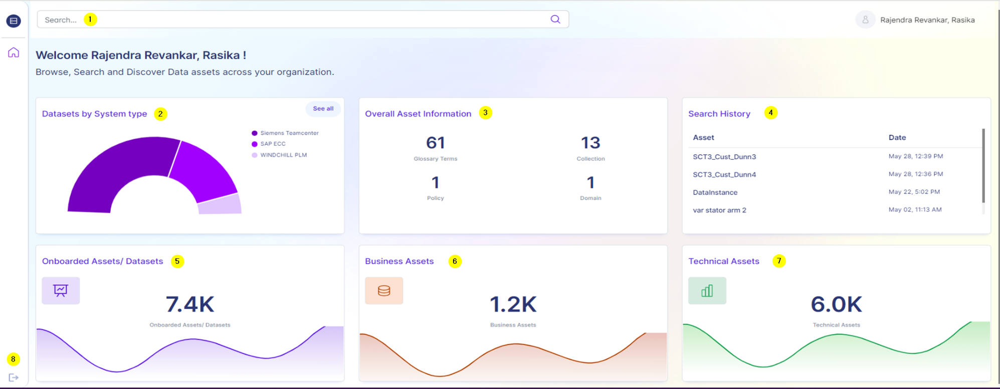 Search... 1
Rajendra Revankar, Rasika
Welcome Rajendra Revankar, Rasika !
Browse, Search and Discover Data assets across your organization.
Datasets by System type 2
See all
Siemens Teamcenter
SAP ECC
WINDCHILL PLM
Overall Asset Information 3
61
Glossary Terms
13
Collection
1
Policy
1
Domain
Search History 4
Asset Date
SCT3_Cust_Dunn3 May 28, 12:39 PM
SCT3_Cust_Dunn4 May 28, 12:36 PM
DataInstance May 22, 5:02 PM
var stator arm 2 May 02, 11:13 AM
Onboarded Assets/ Datasets 5
7.4K
Onboarded Assets/ Datasets
Business Assets 6
1.2K
Business Assets
Technical Assets 7
6.0K
Technical Assets
8